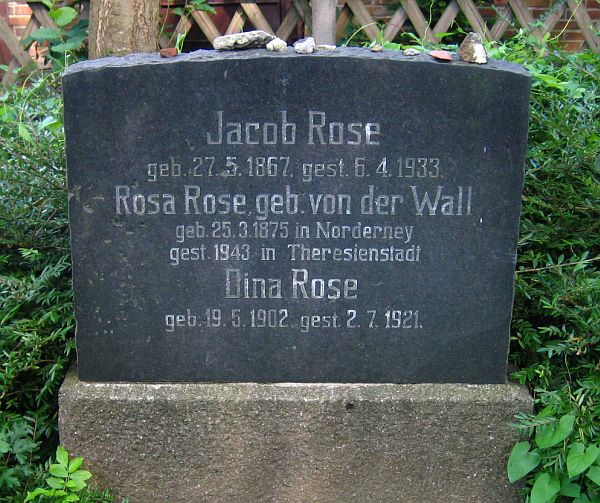 Jacob Rose
geb. 27. 5. 1867. gest. 6. 4. 1933.
Rosa Rose, geb. von der Wall
geb. 25. 3. 1875 in Norderney
gest. 1943 in Theresienstadt
Dina Rose
geb. 19. 5. 1902. gest. 2. 7. 1921.